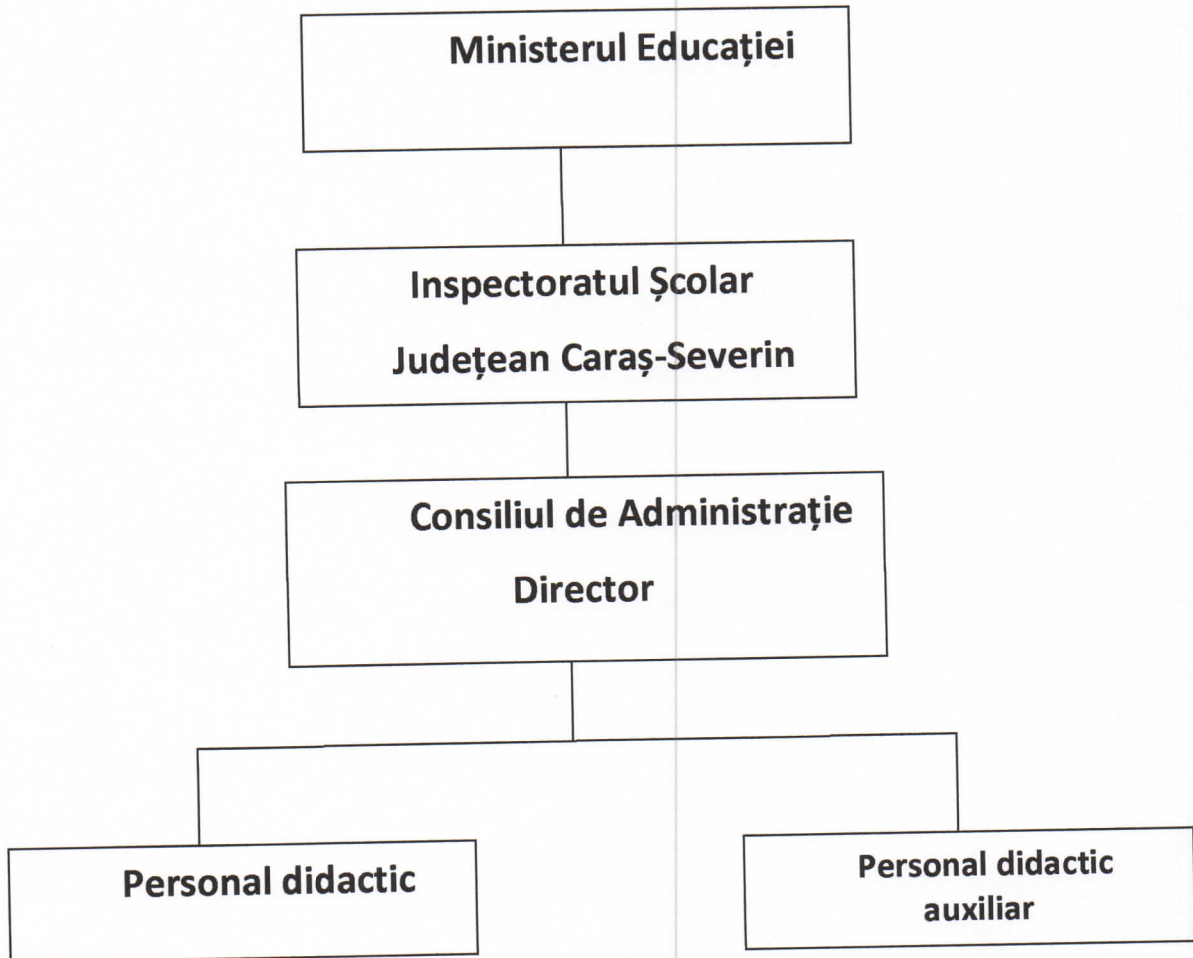 Ministerul Educației
Inspectoratul Școlar
Județean Caraș-Severin
Consiliul de Administrație
Director
Personal didactic
Personal didactic
auxiliar